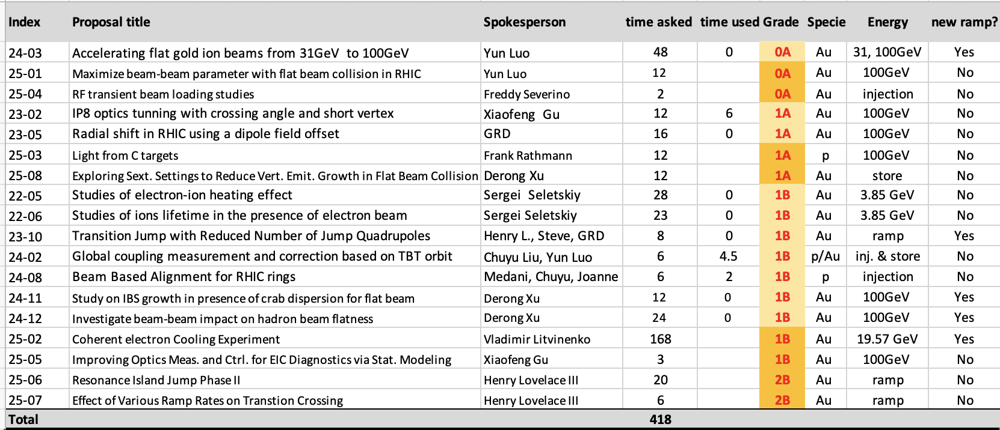 Index Proposal title Spokesperson time asked time used Grade Specie Energy new ramp?
24-03 Accelerating flat gold ion beams from 31GeV to 100GeV Yun Luo 48 0 0A Au 31, 100GeV Yes
25-01 Maximize beam-beam parameter with flat beam collision in RHIC Yun Luo 12 0A Au 100GeV No
25-04 RF transient beam loading studies Freddy Severino 2 0A Au injection No
23-02 IP8 optics tunning with crossing angle and short vertex Xiaofeng Gu 12 6 1A Au 100GeV No
23-05 Radial shift in RHIC using a dipole field offset GRD 16 0 1A Au 100GeV No
25-03 Light from C targets Frank Rathmann 12 1A p 100GeV No
25-08 Exploring Sext. Settings to Reduce Vert. Emit. Growth in Flat Beam Collision Derong Xu 12 1A Au store No
22-05 Studies of electron-ion heating effect Sergei Seletskiy 28 0 1B Au 3.85 GeV No
22-06 Studies of ions lifetime in the presence of electron beam Sergei Seletskiy 23 0 1B Au 3.85 GeV No
23-10 Transition Jump with Reduced Number of Jump Quadrupoles Henry L., Steve, GRD 8 0 1B Au ramp Yes
24-02 Global coupling measurement and correction based on TBT orbit Chuyu Liu, Yun Luo 6 4.5 1B p/Au inj. & store No
24-08 Beam Based Alignment for RHIC rings Medani, Chuyu, Joanne 6 2 1B p injection No
24-11 Study on IBS growth in presence of crab dispersion for flat beam Derong Xu 12 0 1B Au 100GeV Yes
24-12 Investigate beam-beam impact on hadron beam flatness Derong Xu 24 0 1B Au 100GeV Yes
25-02 Coherent electron Cooling Experiment Vladimir Litvinenko 168 1B Au 19.57 GeV Yes
25-05 Improving Optics Meas. and Ctrl. for EIC Diagnostics via Stat. Modeling Xiaofeng Gu 3 1B Au 100GeV No
25-06 Resonance Island Jump Phase II Henry Lovelace III 20 2B Au ramp No
25-07 Effect of Various Ramp Rates on Transtion Crossing Henry Lovelace III 6 2B Au ramp No
Total 418